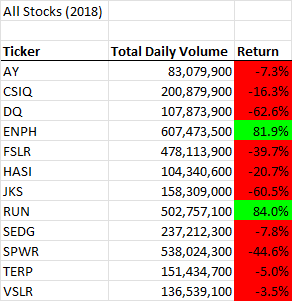 All Stocks (2018)
Ticker Total Daily Volume Return
AY 83,079,900 -7.3%
CSIQ 200,879,900 -16.3%
DQ 107,873,900 -62.6%
ENPH 607,473,500 81.9%
FSLR 478,113,900 -39.7%
HASI 104,340,600 -20.7%
JKS 158,309,000 -60.5%
RUN 502,757,100 84.0%
SEDG 237,212,300 -7.8%
SPWR 538,024,300 -44.6%
TERP 151,434,700 -5.0%
VSLR 136,539,100 -3.5%